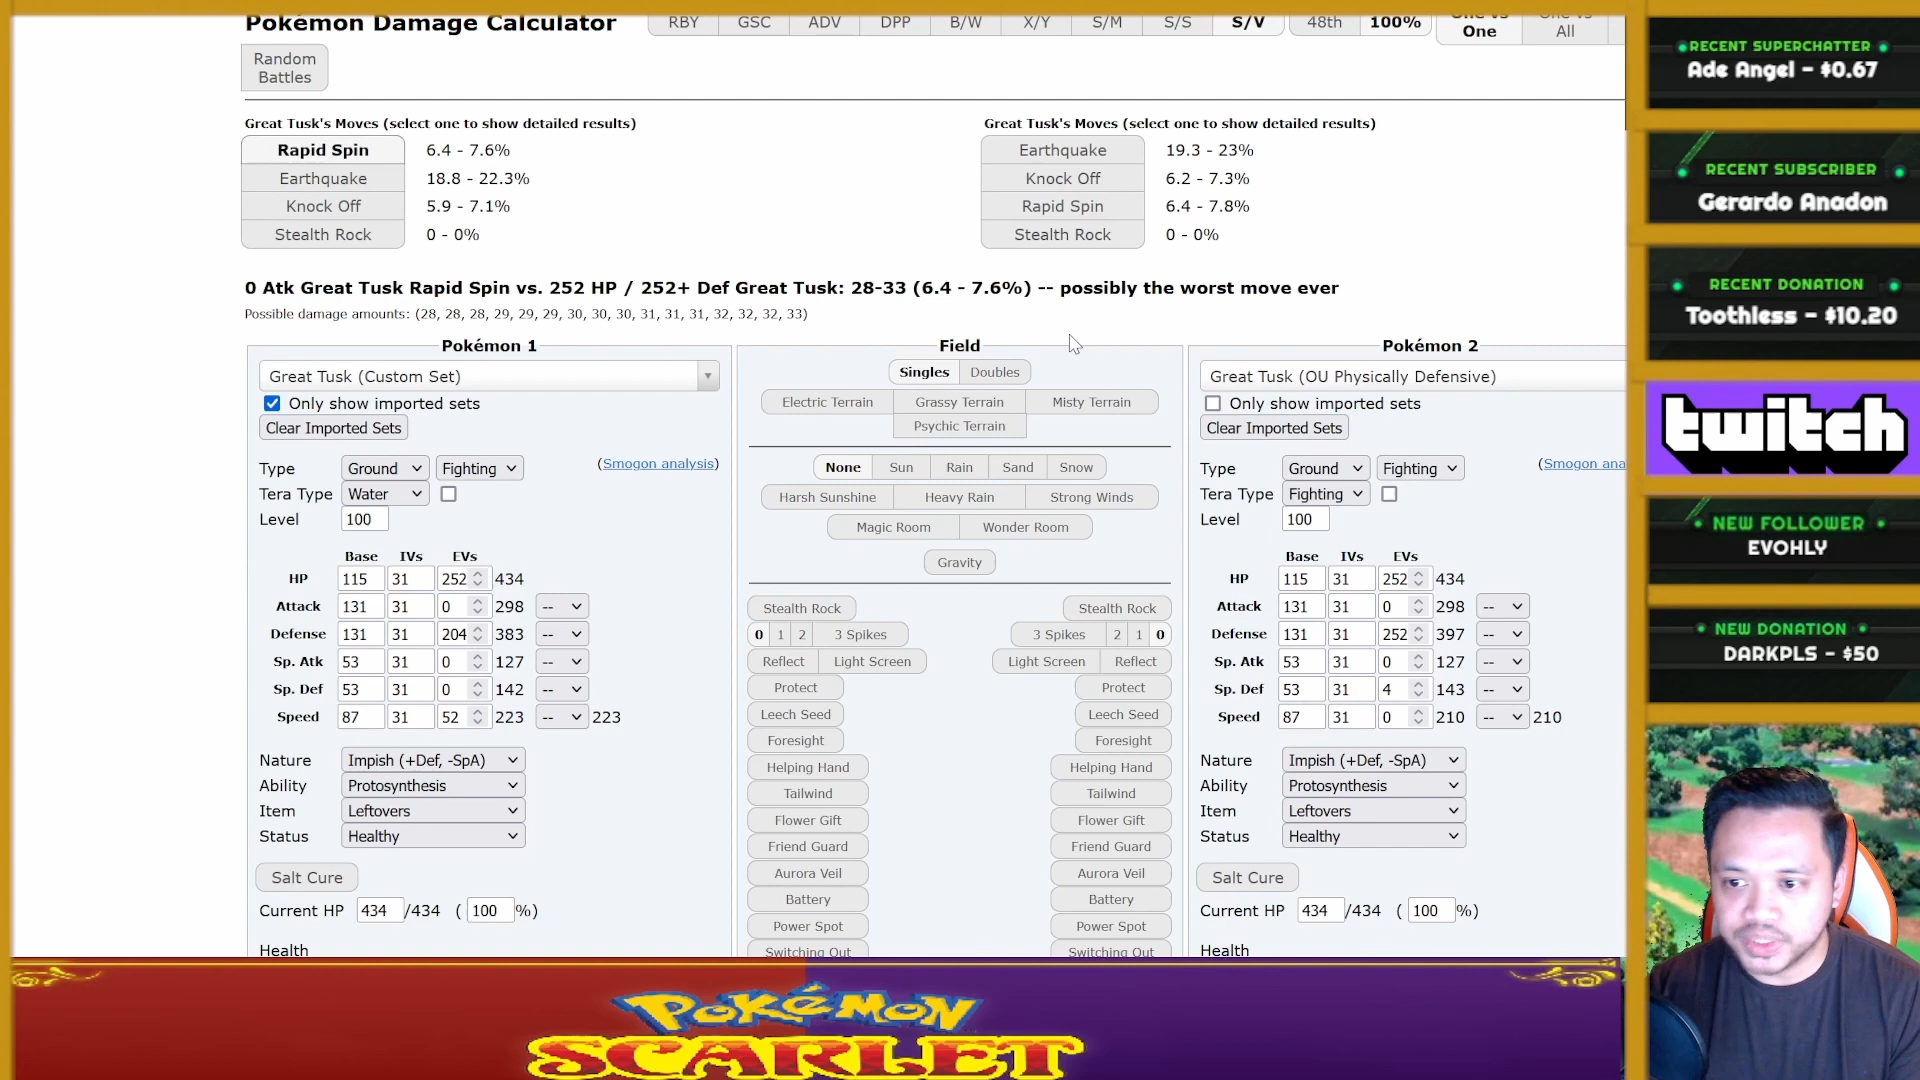 Pokémon Damage Calculator
RBY GSC ADV DPP B/W X/Y S/M S/S S/V 48th 100% One vs One One vs All
Random Battles
Great Tusk's Moves (select one to show detailed results)
Rapid Spin 6.4 - 7.6%
Earthquake 18.8 - 22.3%
Knock Off 5.9 - 7.1%
Stealth Rock 0 - 0%
Great Tusk's Moves (select one to show detailed results)
Earthquake 19.3 - 23%
Knock Off 6.2 - 7.3%
Rapid Spin 6.4 - 7.8%
Stealth Rock 0 - 0%
0 Atk Great Tusk Rapid Spin vs. 252 HP / 252+ Def Great Tusk: 28-33 (6.4 - 7.6%) -- possibly the worst move ever
Possible damage amounts: (28, 28, 28, 29, 29, 29, 30, 30, 30, 31, 31, 31, 32, 32, 32, 33)
Pokémon 1
Great Tusk (Custom Set)
Only show imported sets
Clear Imported Sets
Type Ground Fighting (Smogon analysis)
Tera Type Water
Level 100
Base IVs EVs
HP 115 31 252 434
Attack 131 31 0 298 --
Defense 131 31 204 383 --
Sp. Atk 53 31 0 127 --
Sp. Def 53 31 0 142 --
Speed 87 31 52 223 -- 223
Nature Impish (+Def, -SpA)
Ability Protosynthesis
Item Leftovers
Status Healthy
Salt Cure
Current HP 434 /434 ( 100 %)
Health
Field
Singles Doubles
Electric Terrain Grassy Terrain Misty Terrain
Psychic Terrain
None Sun Rain Sand Snow
Harsh Sunshine Heavy Rain Strong Winds
Magic Room Wonder Room
Gravity
Stealth Rock Stealth Rock
0 1 2 3 Spikes 3 Spikes 2 1 0
Reflect Light Screen Light Screen Reflect
Protect Protect
Leech Seed Leech Seed
Foresight Foresight
Helping Hand Helping Hand
Tailwind Tailwind
Flower Gift Flower Gift
Friend Guard Friend Guard
Aurora Veil Aurora Veil
Battery Battery
Power Spot Power Spot
Switching Out Switching Out
Pokémon 2
Great Tusk (OU Physically Defensive)
Only show imported sets
Clear Imported Sets
Type Ground Fighting (Smogon ana
Tera Type Fighting
Level 100
Base IVs EVs
HP 115 31 252 434
Attack 131 31 0 298 --
Defense 131 31 252 397 --
Sp. Atk 53 31 0 127 --
Sp. Def 53 31 4 143 --
Speed 87 31 0 210 -- 210
Nature Impish (+Def, -SpA)
Ability Protosynthesis
Item Leftovers
Status Healthy
Salt Cure
Current HP 434 /434 ( 100 %)
Health
RECENT SUPERCHATTER
Ade Angel - $0.67
RECENT SUBSCRIBER
Gerardo Anadon
RECENT DONATION
Toothless - $10.20
twitch
NEW FOLLOWER
EVOHLY
NEW DONATION
DARKPLS - $50
POKéMON
SCARLET